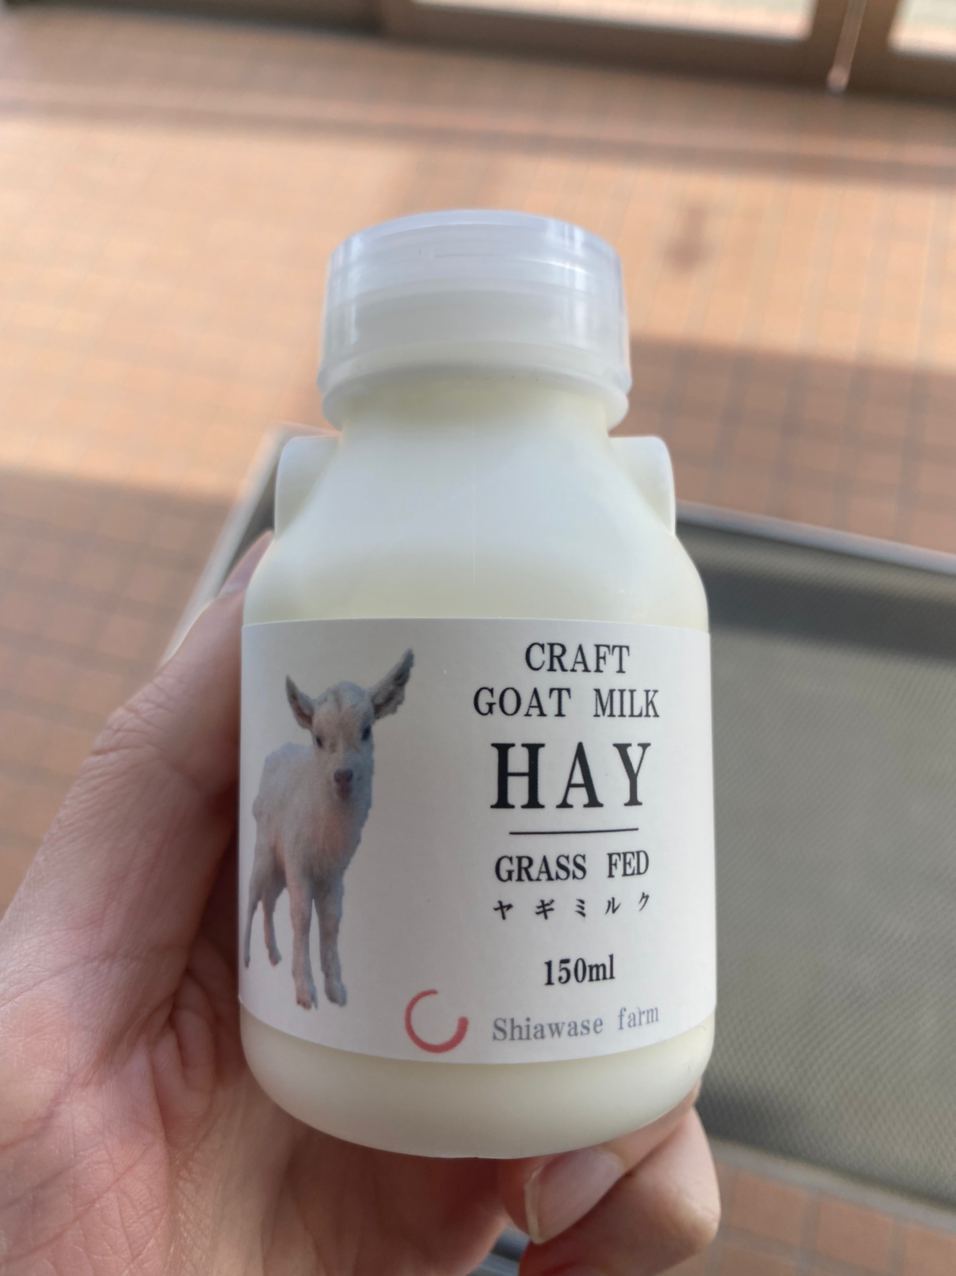 CRAFT
GOAT MILK
HAY
GRASS FED
ヤギミルク
150ml
Shiawase farm